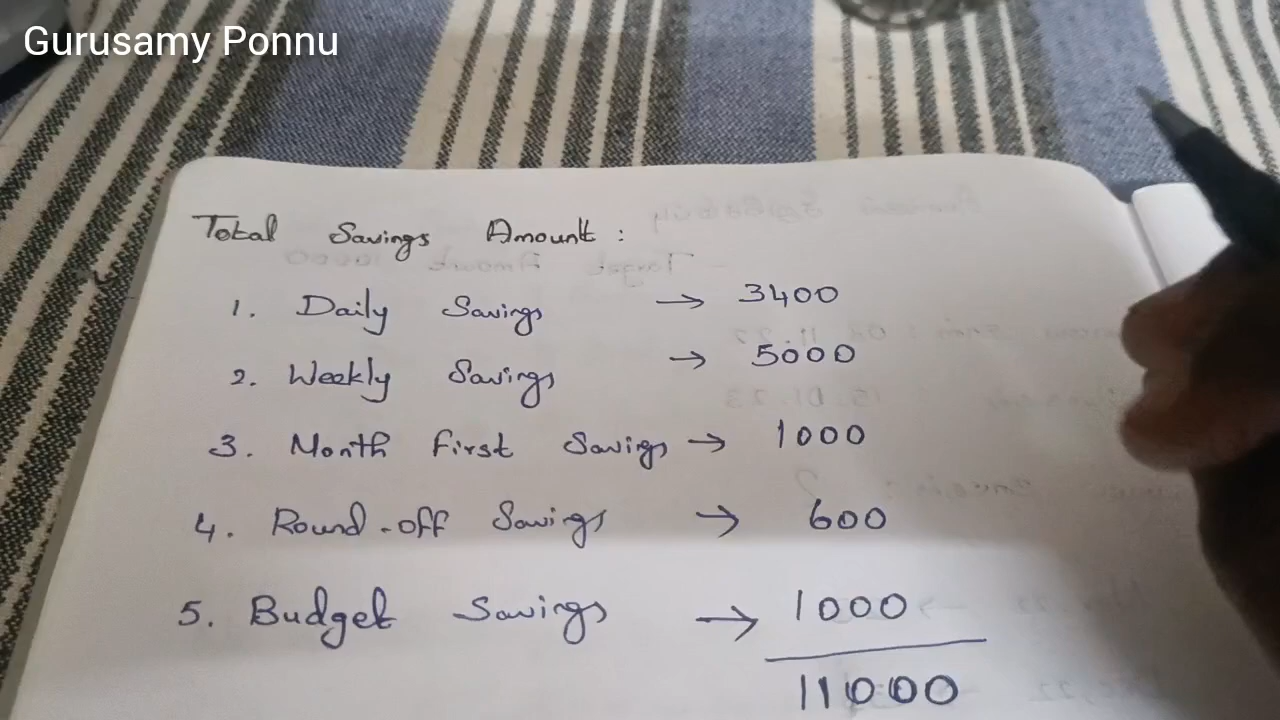 Gurusamy Ponnu
Total Savings Amount :
1. Daily Savings → 3400
2. Weekly Savings → 5000
3. Month First Savigs → 1000
4. Round-off Savings → 600
5. Budget Savings → 1000
11000